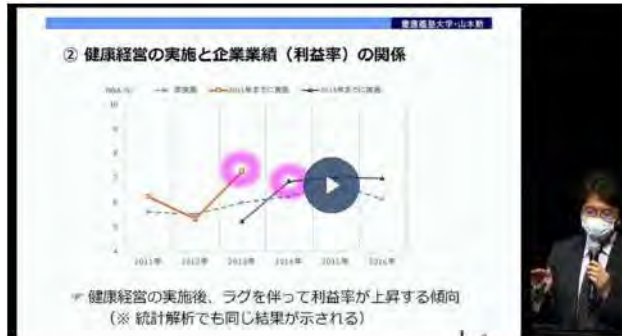 慶應義塾大学・山本勲
② 健康経営の実施と企業業績（利益率）の関係
ROA（%） 未実施 2011年までに実施 2013年までに実施
10
9
8
7
6
5
4
2011年 2012年 2013年 2014年 2015年 2016年
☞ 健康経営の実施後、ラグを伴って利益率が上昇する傾向
（※ 統計解析でも同じ結果が示される）